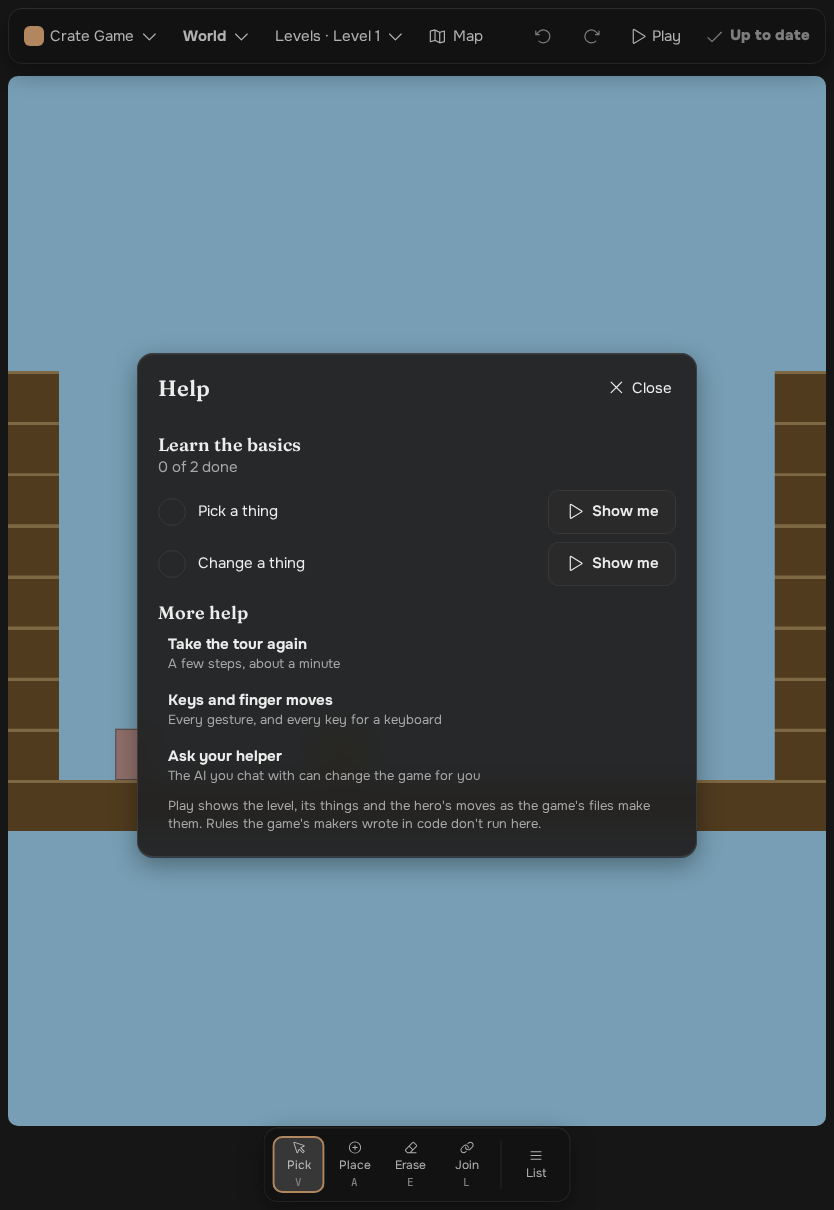 Crate Game
World
Levels · Level 1
Map
Play
Up to date
Help
Close
Learn the basics
0 of 2 done
Pick a thing
Show me
Change a thing
Show me
More help
Take the tour again
A few steps, about a minute
Keys and finger moves
Every gesture, and every key for a keyboard
Ask your helper
The AI you chat with can change the game for you
Play shows the level, its things and the hero's moves as the game's files make
them. Rules the game's makers wrote in code don't run here.
Pick
Place
Erase
Join
List
V
A
E
L